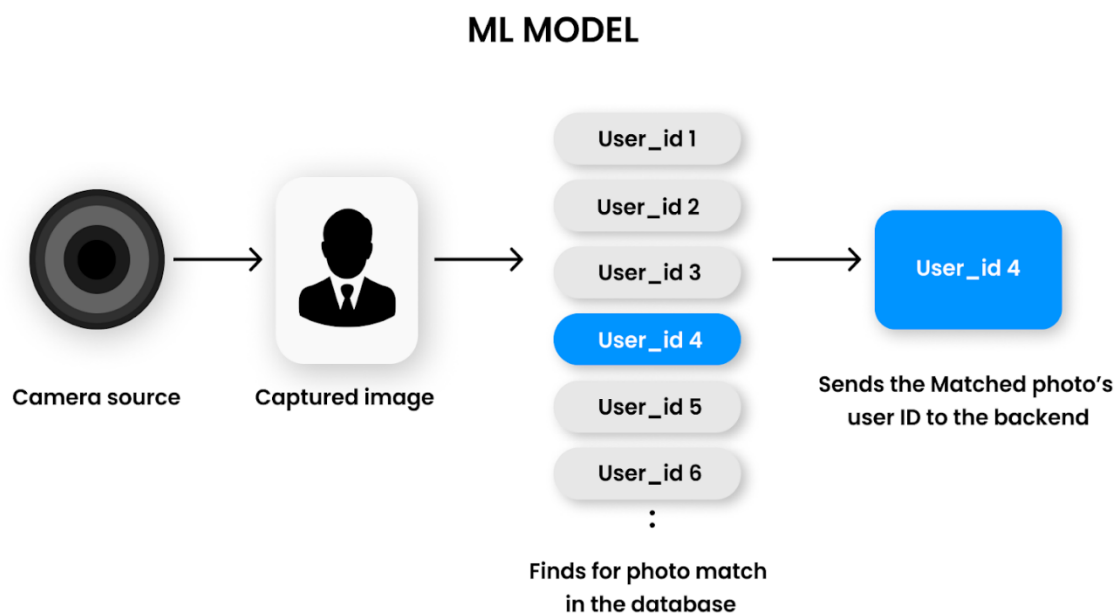 ML MODEL
User_id 1
User_id 2
User_id 3
User_id 4
User_id 5
User_id 6
:
User_id 4
Camera source
Captured image
Finds for photo match
in the database
Sends the Matched photo’s
user ID to the backend